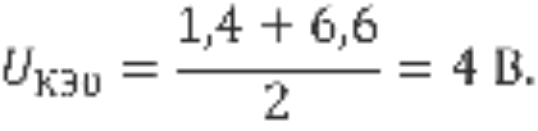 U_КЭ0 = (1,4 + 6,6) / 2 = 4 В.